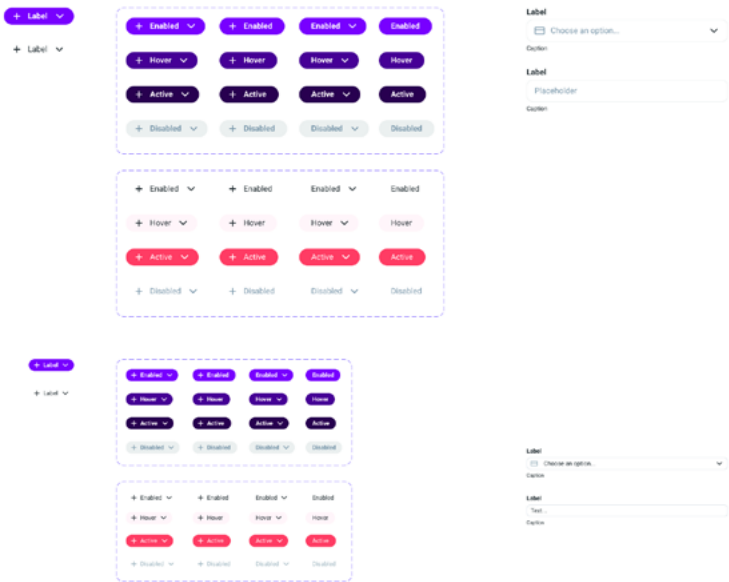 + Label
+ Label
+ Enabled + Enabled Enabled Enabled
+ Hover + Hover Hover Hover
+ Active + Active Active Active
+ Disabled + Disabled Disabled Disabled
+ Enabled + Enabled Enabled Enabled
+ Hover + Hover Hover Hover
+ Active + Active Active Active
+ Disabled + Disabled Disabled Disabled
Label
Choose an option...
Caption
Label
Placeholder
Caption
+ Label
+ Label
+ Enabled + Enabled Enabled Enabled
+ Hover + Hover Hover Hover
+ Active + Active Active Active
+ Disabled + Disabled Disabled Disabled
+ Enabled + Enabled Enabled Enabled
+ Hover + Hover Hover Hover
+ Active + Active Active Active
+ Disabled + Disabled Disabled Disabled
Label
Choose an option...
Caption
Label
Text...
Caption